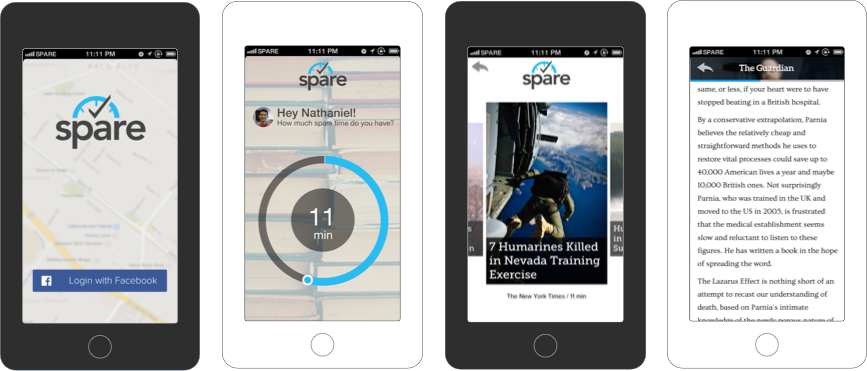 SPARE 11:11 PM
spare
Login with Facebook
SPARE 11:11 PM
spare
Hey Nathaniel!
How much spare time do you have?
11
min
SPARE 11:11 PM
spare
7 Humarines Killed
in Nevada Training
Exercise
The New York Times / 11 min
SPARE 11:11 PM
The Guardian
same, or less, if your heart were to have
stopped beating in a British hospital.
By a conservative extrapolation, Parnia
believes the relatively cheap and
straightforward methods he uses to
restore vital processes could save up to
40,000 American lives a year and maybe
10,000 British ones. Not surprisingly
Parnia, who was trained in the UK and
moved to the US in 2005, is frustrated
that the medical establishment seems
slow and reluctant to listen to these
figures. He has written a book in the hope
of spreading the word.
The Lazarus Effect is nothing short of an
attempt to recast our understanding of
death, based on Parnia's intimate
knowledge of the newly porous nature of